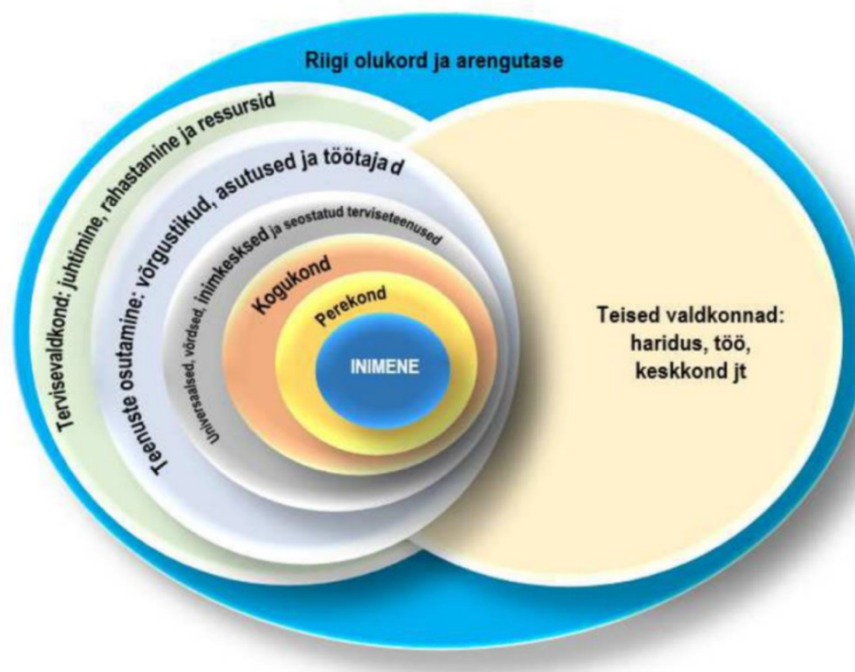 Riigi olukord ja arengutase
Tervisevaldkond: juhtimine, rahastamine ja ressursid
Teenuste osutamine: võrgustikud, asutused ja töötajad
Universaalsed, võrdsed, inimkesksed ja seostatud terviseteenused
Kogukond
Perekond
INIMENE
Teised valdkonnad:
haridus, töö,
keskkond jt